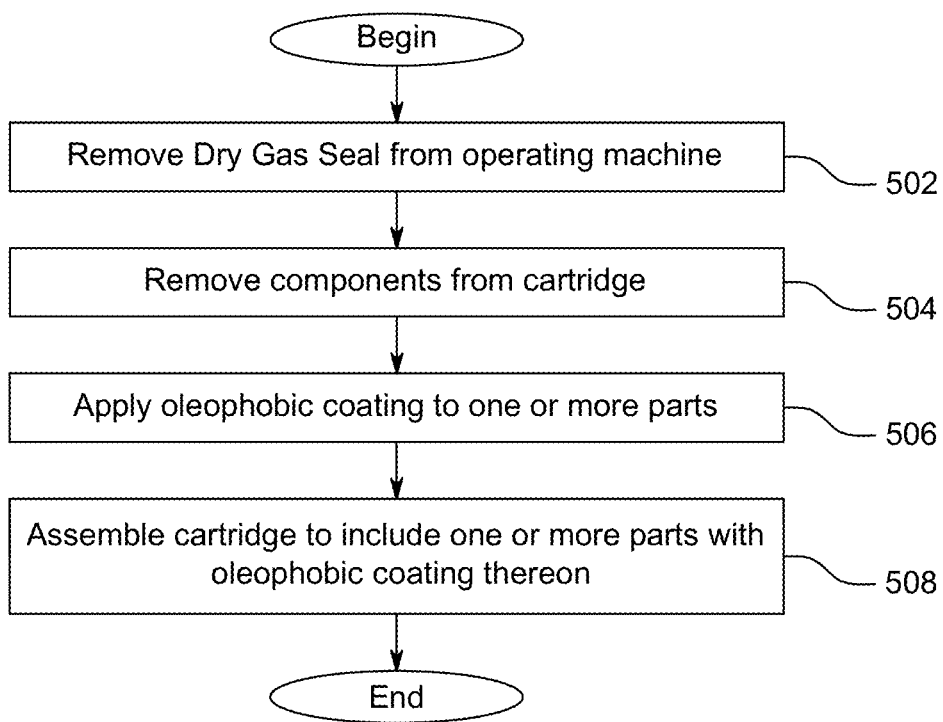 Begin
Remove Dry Gas Seal from operating machine
502
Remove components from cartridge
504
Apply oleophobic coating to one or more parts
506
Assemble cartridge to include one or more parts with
oleophobic coating thereon
508
End